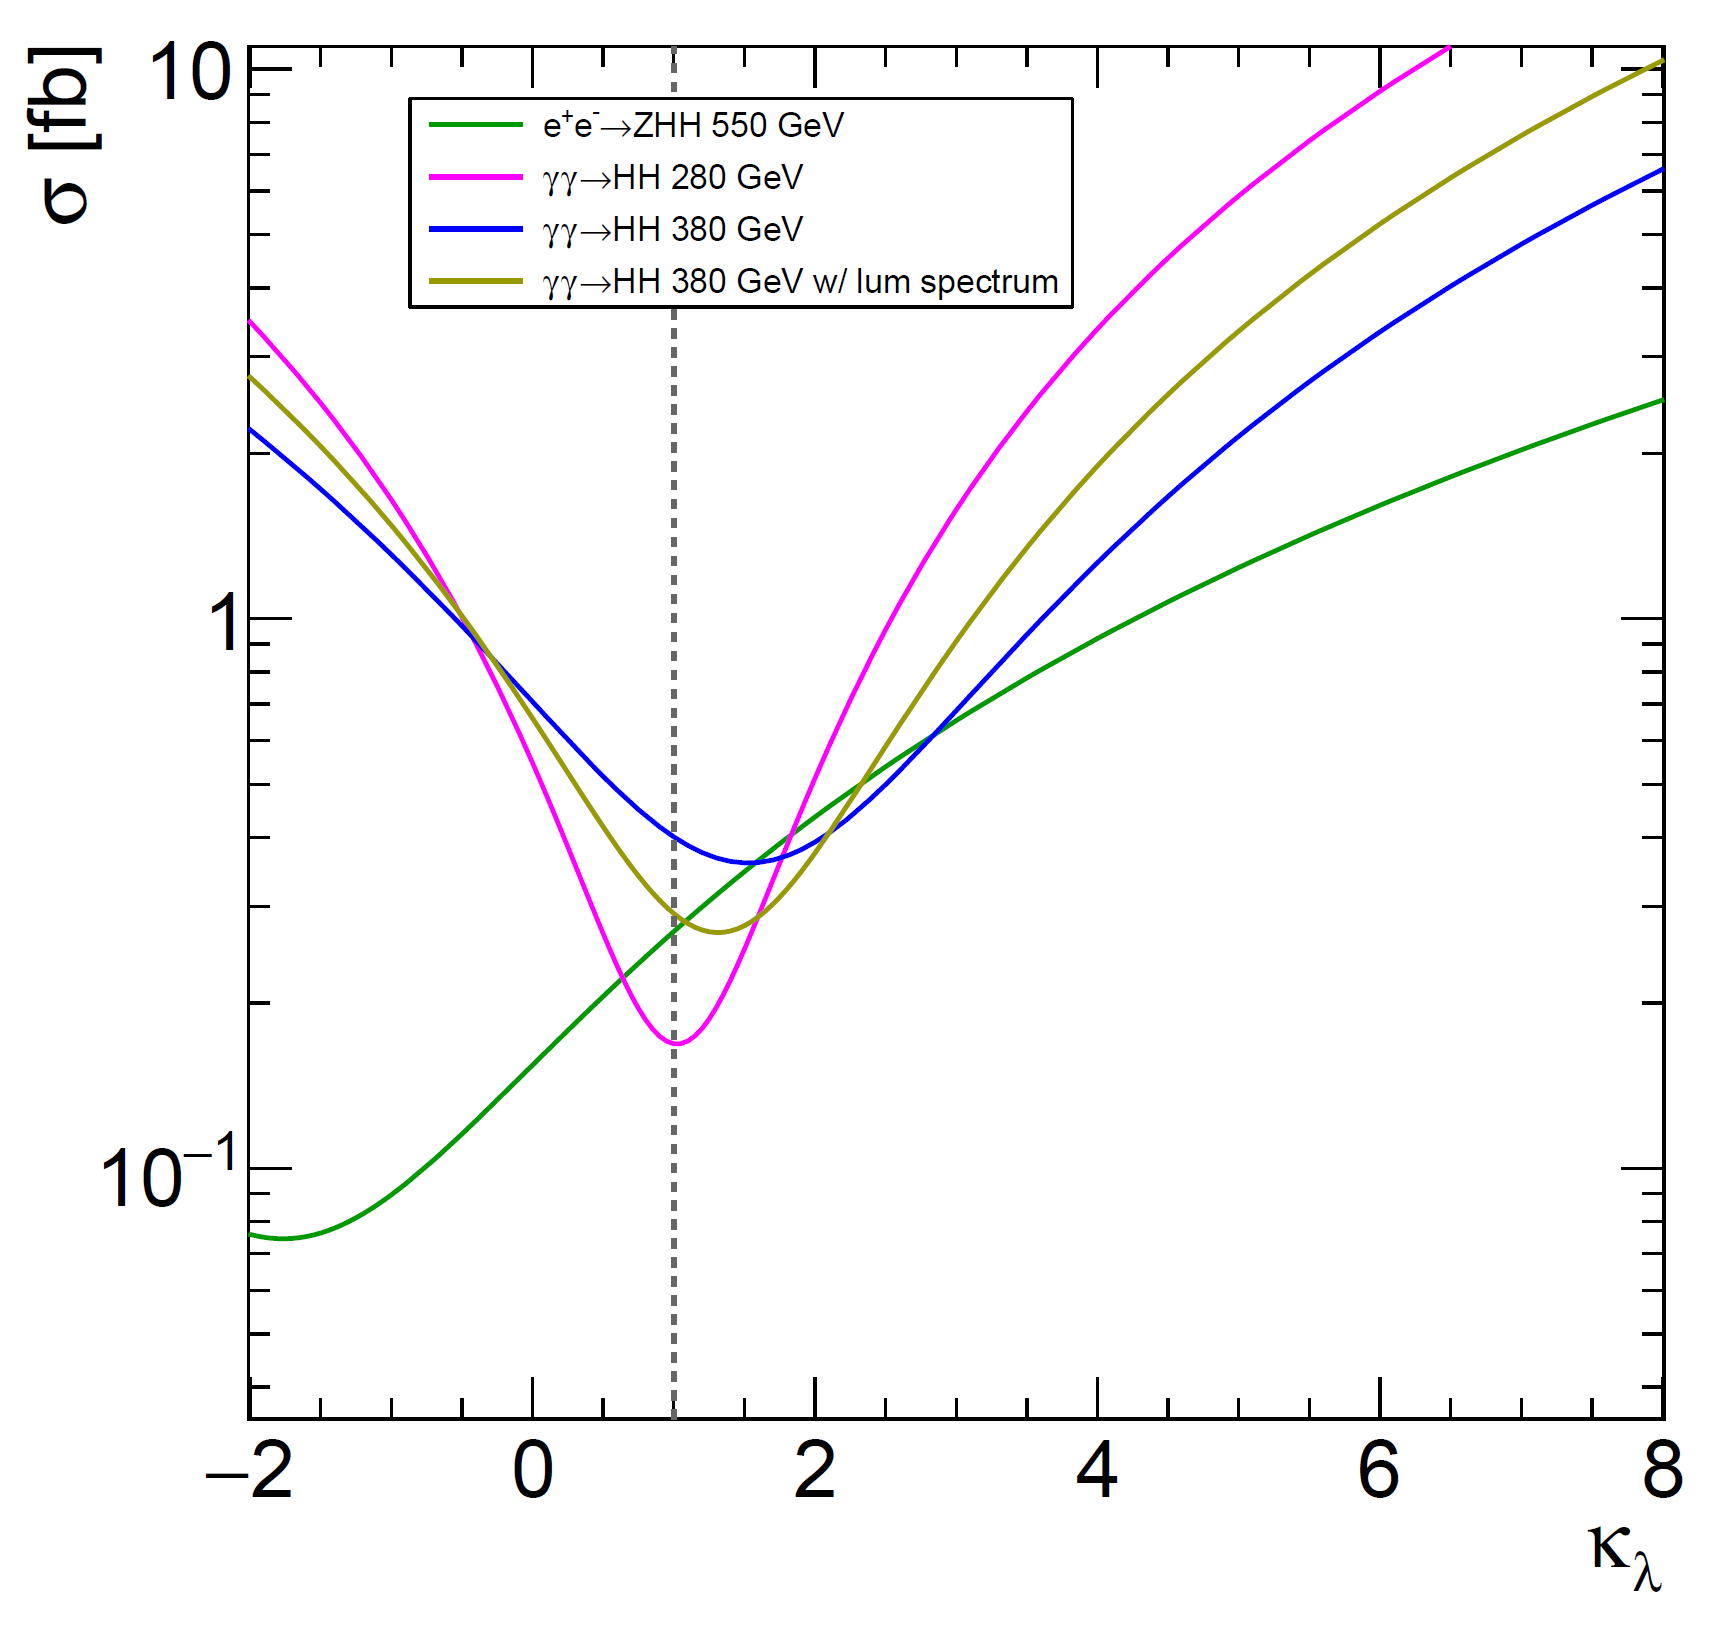 σ [fb]
10
1
10⁻¹
e⁺e⁻→ZHH 550 GeV
γγ→HH 280 GeV
γγ→HH 380 GeV
γγ→HH 380 GeV w/ lum spectrum
−2 0 2 4 6 8
κ_λ